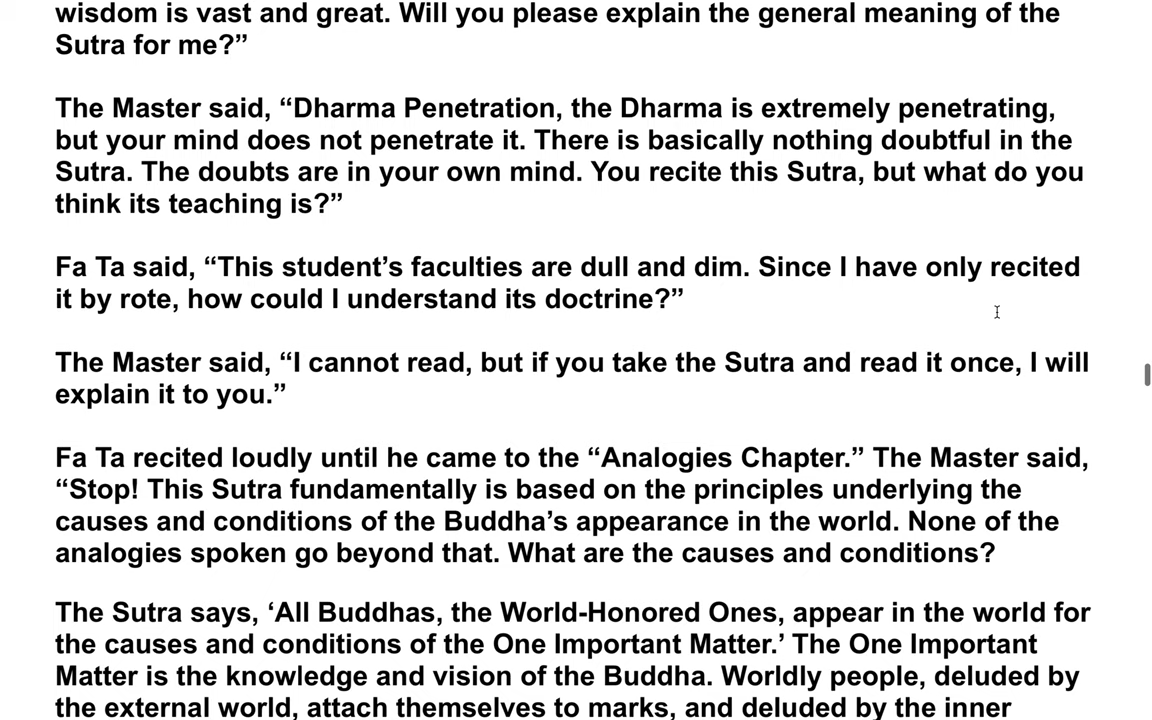 wisdom is vast and great. Will you please explain the general meaning of the
Sutra for me?”
The Master said, “Dharma Penetration, the Dharma is extremely penetrating,
but your mind does not penetrate it. There is basically nothing doubtful in the
Sutra. The doubts are in your own mind. You recite this Sutra, but what do you
think its teaching is?”
Fa Ta said, “This student’s faculties are dull and dim. Since I have only recited
it by rote, how could I understand its doctrine?”
The Master said, “I cannot read, but if you take the Sutra and read it once, I will
explain it to you.”
Fa Ta recited loudly until he came to the “Analogies Chapter.” The Master said,
“Stop! This Sutra fundamentally is based on the principles underlying the
causes and conditions of the Buddha’s appearance in the world. None of the
analogies spoken go beyond that. What are the causes and conditions?
The Sutra says, ‘All Buddhas, the World-Honored Ones, appear in the world for
the causes and conditions of the One Important Matter.’ The One Important
Matter is the knowledge and vision of the Buddha. Worldly people, deluded by
the external world, attach themselves to marks, and deluded by the inner